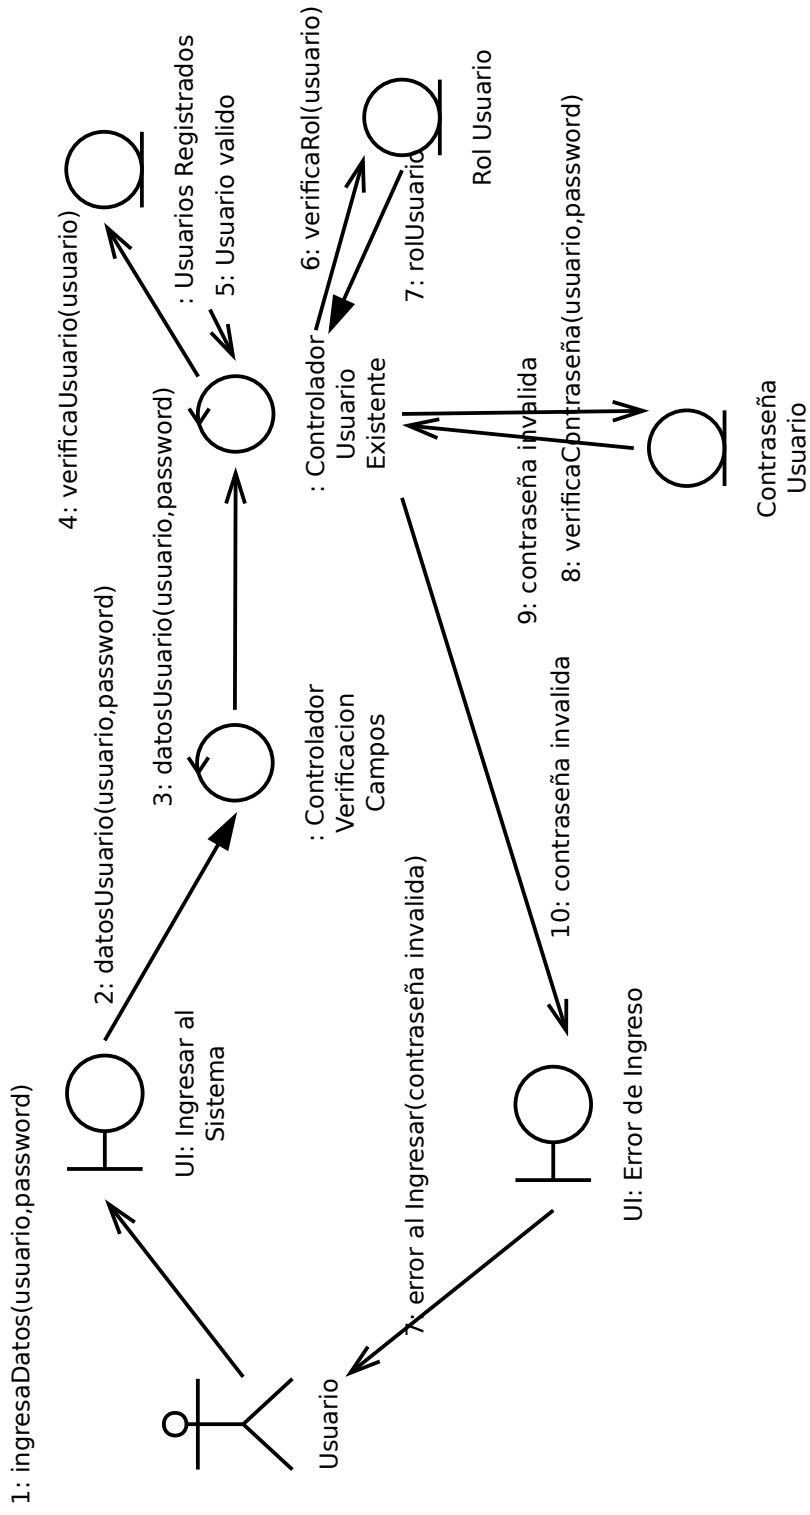 1: ingresaDatos(usuario,password)
UI: Ingresar al
Sistema
2: datosUsuario(usuario,password)
3: datosUsuario(usuario,password)
: Controlador
Verificacion
Campos
4: verificaUsuario(usuario)
: Usuarios Registrados
5: Usuario valido
: Controlador
Usuario
Existente
6: verificaRol(usuario)
7: rolUsuario
Rol Usuario
9: contraseña invalida
8: verificaContraseña(usuario,password)
Contraseña
Usuario
10: contraseña invalida
UI: Error de Ingreso
7: error al Ingresar(contraseña invalida)
Usuario